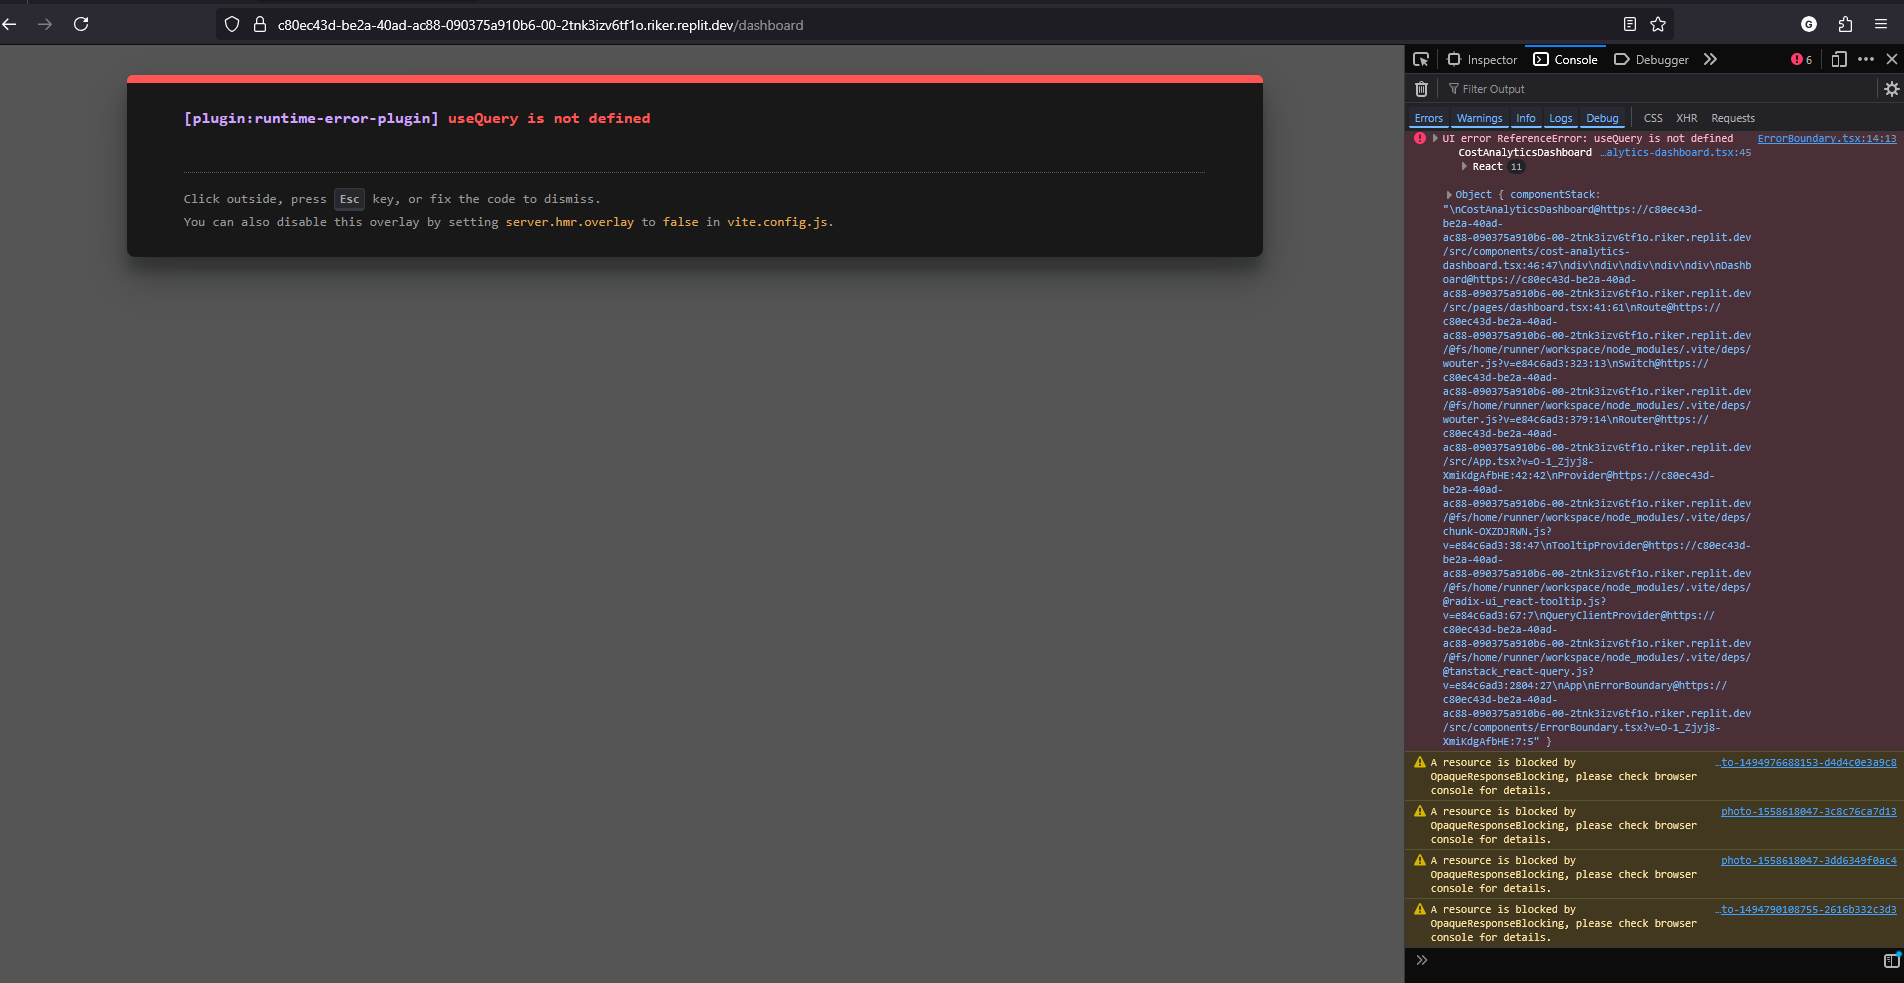 c80ec43d-be2a-40ad-ac88-090375a910b6-00-2tnk3izv6tf1o.riker.replit.dev/dashboard
G
[plugin:runtime-error-plugin] useQuery is not defined
Click outside, press Esc key, or fix the code to dismiss.
You can also disable this overlay by setting server.hmr.overlay to false in vite.config.js.
Inspector Console Debugger 6
Filter Output
Errors Warnings Info Logs Debug CSS XHR Requests
UI error ReferenceError: useQuery is not defined ErrorBoundary.tsx:14:13
CostAnalyticsDashboard …alytics-dashboard.tsx:45
React 11
Object { componentStack:
"\nCostAnalyticsDashboard@https://c80ec43d-
be2a-40ad-
ac88-090375a910b6-00-2tnk3izv6tf1o.riker.replit.dev
/src/components/cost-analytics-
dashboard.tsx:46:47\ndiv\ndiv\ndiv\ndiv\ndiv\nDashb
oard@https://c80ec43d-be2a-40ad-
ac88-090375a910b6-00-2tnk3izv6tf1o.riker.replit.dev
/src/pages/dashboard.tsx:41:61\nRoute@https://
c80ec43d-be2a-40ad-
ac88-090375a910b6-00-2tnk3izv6tf1o.riker.replit.dev
/@fs/home/runner/workspace/node_modules/.vite/deps/
wouter.js?v=e84c6ad3:323:13\nSwitch@https://
c80ec43d-be2a-40ad-
ac88-090375a910b6-00-2tnk3izv6tf1o.riker.replit.dev
/@fs/home/runner/workspace/node_modules/.vite/deps/
wouter.js?v=e84c6ad3:379:14\nRouter@https://
c80ec43d-be2a-40ad-
ac88-090375a910b6-00-2tnk3izv6tf1o.riker.replit.dev
/src/App.tsx?v=O-1_Zjyj8-
XmiKdgAfbHE:42:42\nProvider@https://c80ec43d-
be2a-40ad-
ac88-090375a910b6-00-2tnk3izv6tf1o.riker.replit.dev
/@fs/home/runner/workspace/node_modules/.vite/deps/
chunk-OXZDJRWN.js?
v=e84c6ad3:38:47\nTooltipProvider@https://c80ec43d-
be2a-40ad-
ac88-090375a910b6-00-2tnk3izv6tf1o.riker.replit.dev
/@fs/home/runner/workspace/node_modules/.vite/deps/
@radix-ui_react-tooltip.js?
v=e84c6ad3:67:7\nQueryClientProvider@https://
c80ec43d-be2a-40ad-
ac88-090375a910b6-00-2tnk3izv6tf1o.riker.replit.dev
/@fs/home/runner/workspace/node_modules/.vite/deps/
@tanstack_react-query.js?
v=e84c6ad3:2804:27\nApp\nErrorBoundary@https://
c80ec43d-be2a-40ad-
ac88-090375a910b6-00-2tnk3izv6tf1o.riker.replit.dev
/src/components/ErrorBoundary.tsx?v=O-1_Zjyj8-
XmiKdgAfbHE:7:5" }
A resource is blocked by …to-1494976688153-d4d4c0e3a9c8
OpaqueResponseBlocking, please check browser
console for details.
A resource is blocked by photo-1558618047-3c8c76ca7d13
OpaqueResponseBlocking, please check browser
console for details.
A resource is blocked by photo-1558618047-3dd6349f0ac4
OpaqueResponseBlocking, please check browser
console for details.
A resource is blocked by …to-1494790108755-2616b332c3d3
OpaqueResponseBlocking, please check browser
console for details.